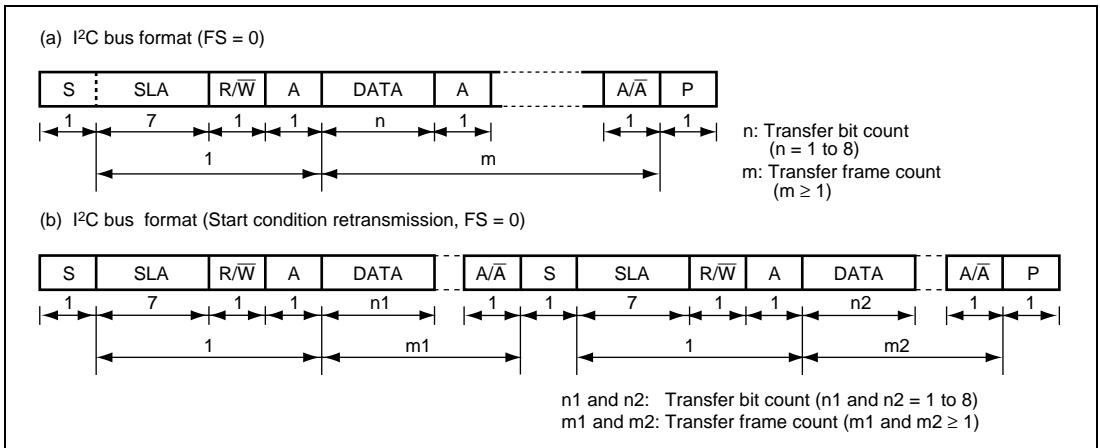 (a) I²C bus format (FS = 0)
S SLA R/W̅ A DATA A A/A̅ P
1 7 1 1 n 1 1 1
1 m
n: Transfer bit count
(n = 1 to 8)
m: Transfer frame count
(m ≥ 1)
(b) I²C bus format (Start condition retransmission, FS = 0)
S SLA R/W̅ A DATA A/A̅ S SLA R/W̅ A DATA A/A̅ P
1 7 1 1 n1 1 1 7 1 1 n2 1 1
1 m1 1 m2
n1 and n2: Transfer bit count (n1 and n2 = 1 to 8)
m1 and m2: Transfer frame count (m1 and m2 ≥ 1)